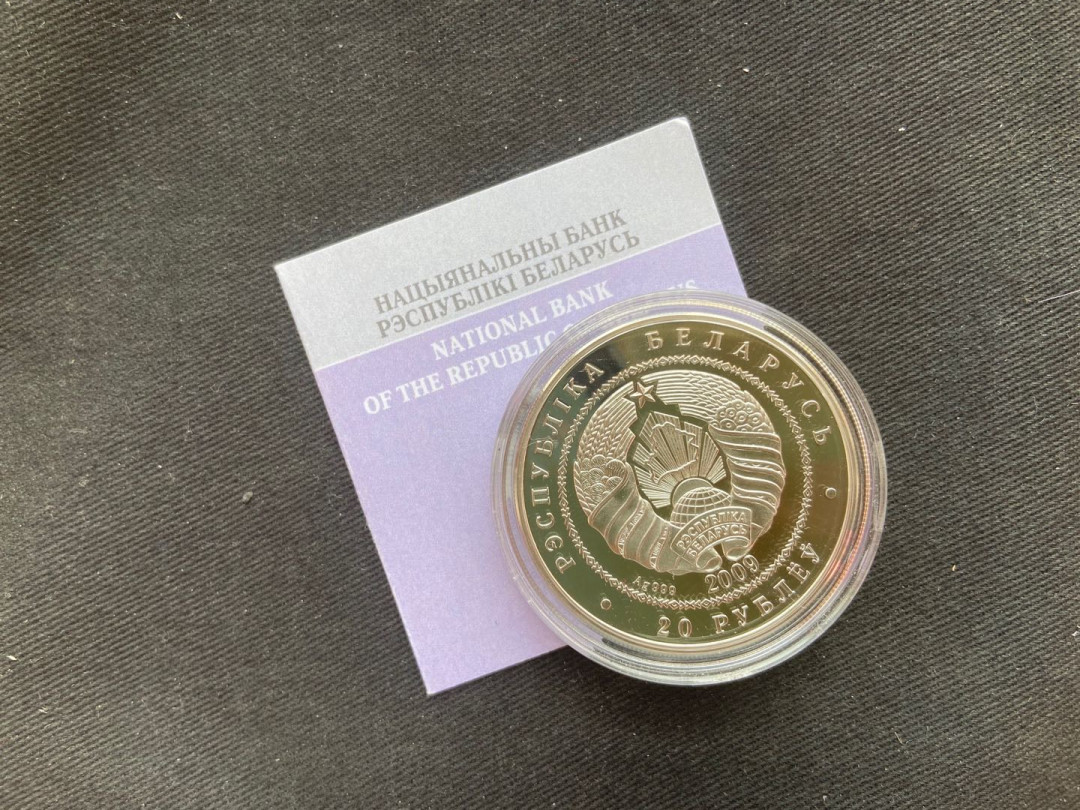 НАЦЫЯНАЛЬНЫ БАНК
РЭСПУБЛІКІ БЕЛАРУСЬ
NATIONAL BANK
OF THE REPUBLIC
РЭСПУБЛІКА БЕЛАРУСЬ
РЭСПУБЛІКА
БЕЛАРУСЬ
Ag 999 2009
20 РУБЛЁЎ